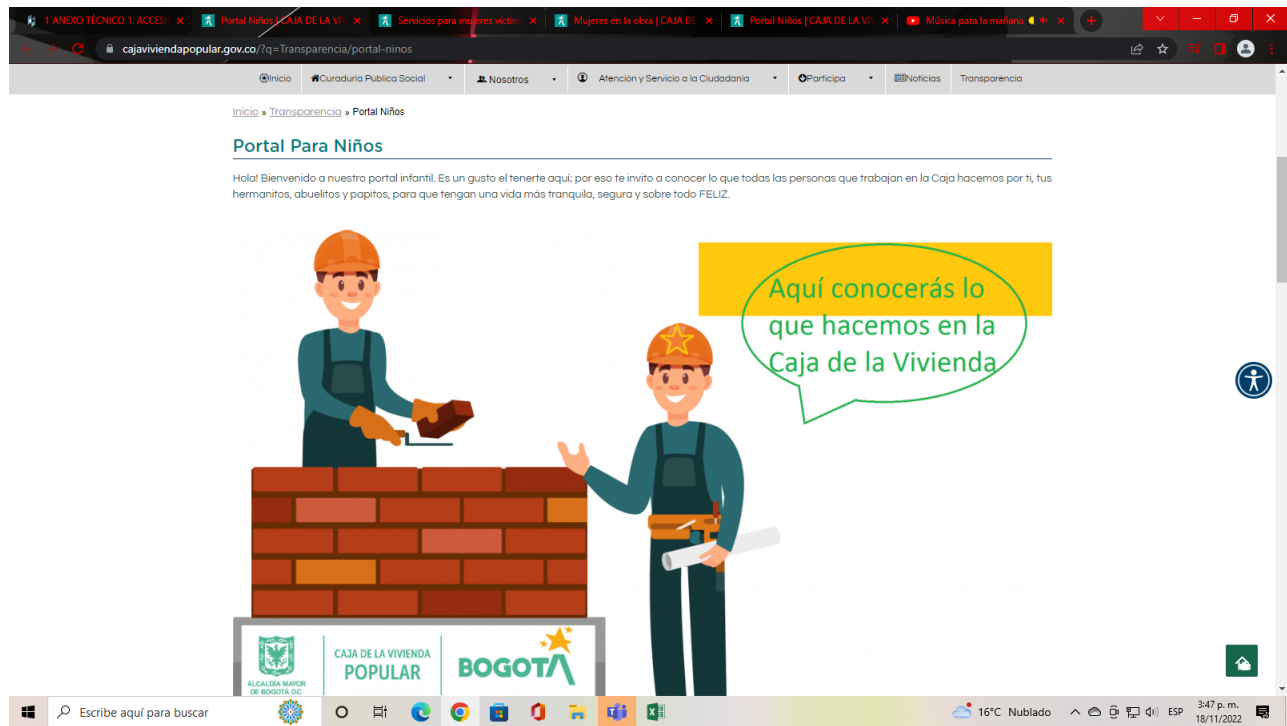 1 ANEXO TÉCNICO 1. ACCESI
Portal Niños | CAJA DE LA VIV
Servicios para mujeres víctim
Mujeres en la obra | CAJA DE
Portal Niños | CAJA DE LA VIV
Música para la mañana
cajaviviendapopular.gov.co/?q=Transparencia/portal-ninos
Inicio
Curaduría Pública Social
Nosotros
Atención y Servicio a la Ciudadanía
Participa
Noticias
Transparencia
Inicio » Transparencia » Portal Niños
Portal Para Niños
Hola! Bienvenido a nuestro portal infantil. Es un gusto el tenerte aquí; por eso te invito a conocer lo que todas las personas que trabajan en la Caja hacemos por ti, tus
hermanitos, abuelitos y papitos, para que tengan una vida más tranquila, segura y sobre todo FELIZ.
Aquí conocerás lo
que hacemos en la
Caja de la Vivienda
ALCALDÍA MAYOR
DE BOGOTÁ D.C.
CAJA DE LA VIVIENDA
POPULAR
BOGOTÁ
Escribe aquí para buscar
16°C Nublado
ESP
3:47 p. m.
18/11/2022